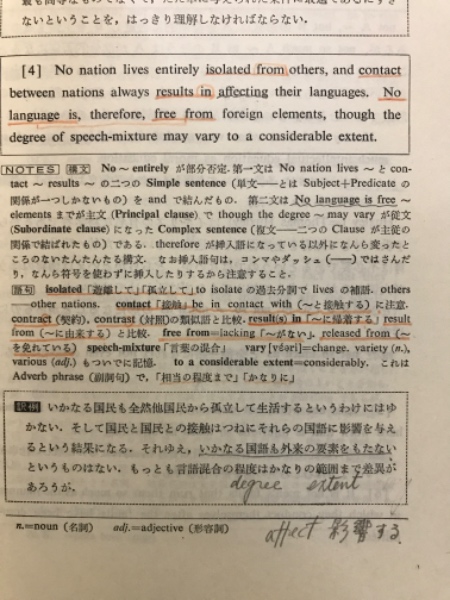 ないということを，はっきり理解しなければならない.
[4] No nation lives entirely isolated from others, and contact
between nations always results in affecting their languages. No
language is, therefore, free from foreign elements, though the
degree of speech-mixture may vary to a considerable extent.
NOTES 構文 No ~ entirely が部分否定. 第一文は No nation lives ~ と con-
tact ~ results ~ の二つの Simple sentence (単文——とは Subject+Predicate の
関係が一つしかないもの) を and で結んだもの. 第二文は No language is free ~
elements までが主文 (Principal clause) で though the degree ~ may vary が従文
(Subordinate clause) になった Complex sentence (複文——二つの Clause が主従の
関係で結ばれたもの) である. therefore が挿入語になっている以外になんら変ったと
ころのないたんたんたる構文. なお挿入語句は，コンマやダッシュ (——) ではさんだ
り，なんら符号を使わずに挿入したりするから注意すること.
語句 isolated「遊離して」「孤立して」to isolate の過去分詞で lives の補語. others
—other nations. contact「接触」be in contact with (～と接触する) に注意.
contract (契約), contrast (対照)の類似語と比較. result(s) in「～に帰着する」result
from (～に由来する) と比較. free from=lacking「～がない」. released from (～
を免れている) speech-mixture「言葉の混合」 vary [véəri]=change. variety (n.),
various (adj.) もついでに記憶. to a considerable extent=considerably. これは
Adverb phrase (副詞句) で，「相当の程度まで」「かなりに」
訳例 いかなる国民も全然他国民から孤立して生活するというわけにはゆ
かない. そして国民と国民との接触はつねにそれらの国語に影響を与え
るという結果になる. それゆえ，いかなる国語も外来の要素をもたない
というものはない. もっとも言語混合の程度はかなりの範囲まで差異が
あろうが.
degree extent
n.=noun (名詞) adj.=adjective (形容詞)
affect 影響する